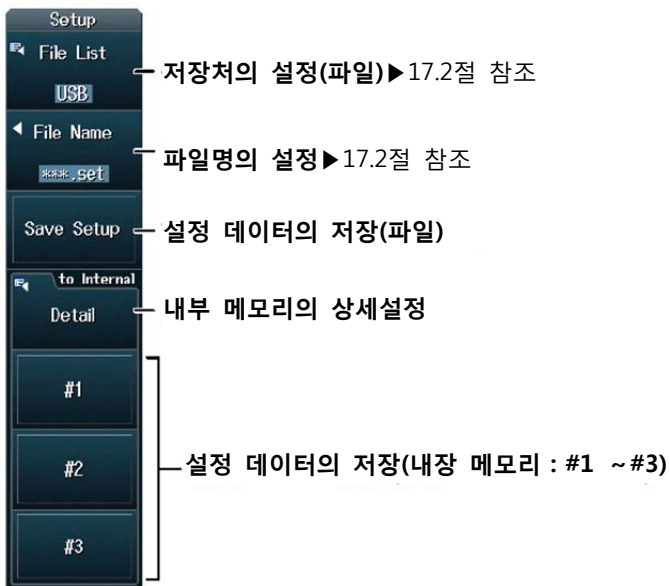 Setup
File List
USB
저장처의 설정(파일)▶17.2절 참조
File Name
***.set
파일명의 설정▶17.2절 참조
Save Setup
설정 데이터의 저장(파일)
to Internal
Detail
내부 메모리의 상세설정
#1
#2
설정 데이터의 저장(내장 메모리 : #1 ~#3)
#3